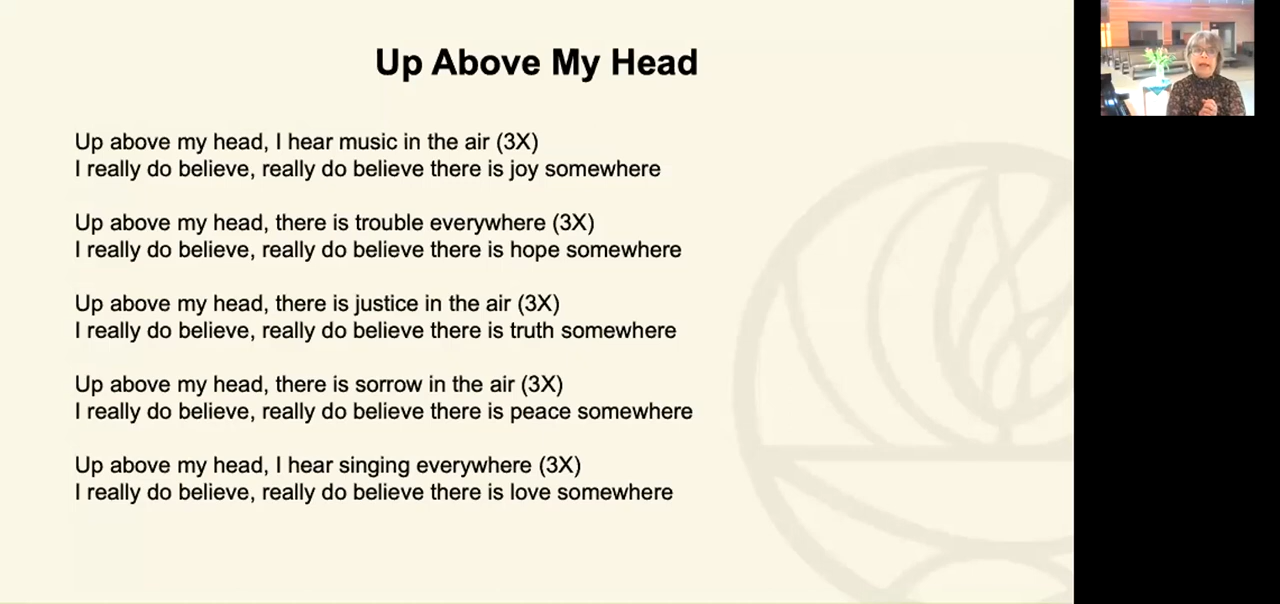 Up Above My Head
Up above my head, I hear music in the air (3X)
I really do believe, really do believe there is joy somewhere
Up above my head, there is trouble everywhere (3X)
I really do believe, really do believe there is hope somewhere
Up above my head, there is justice in the air (3X)
I really do believe, really do believe there is truth somewhere
Up above my head, there is sorrow in the air (3X)
I really do believe, really do believe there is peace somewhere
Up above my head, I hear singing everywhere (3X)
I really do believe, really do believe there is love somewhere